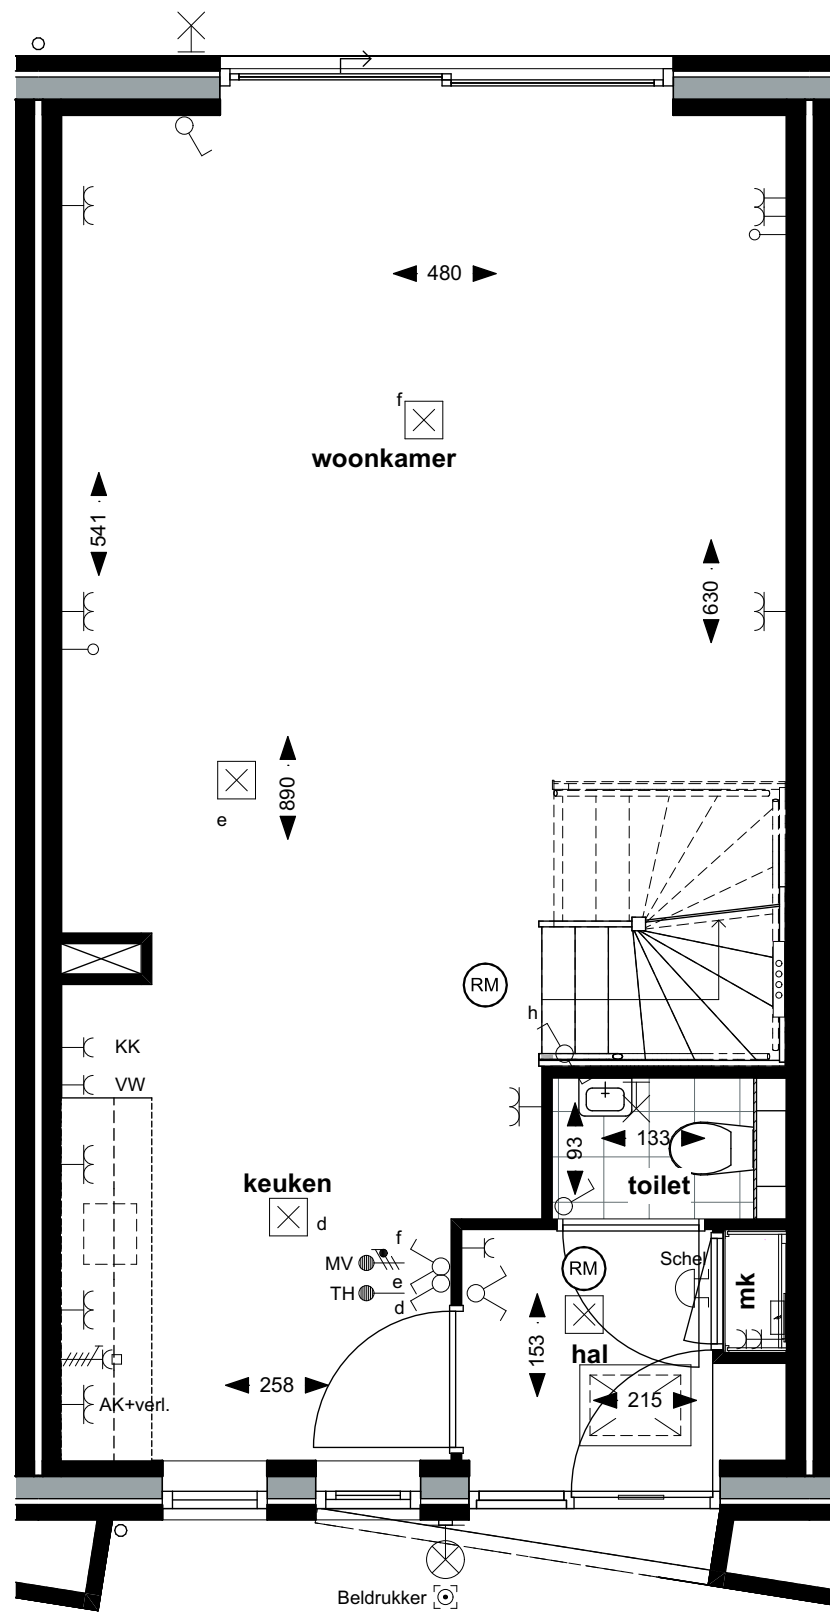 480
f
woonkamer
541
630
890
e
RM
h
KK
VW
93
133
toilet
keuken
d
f
MV
e
TH
d
RM
Schel
mk
153
hal
258
215
AK+verl.
Beldrukker